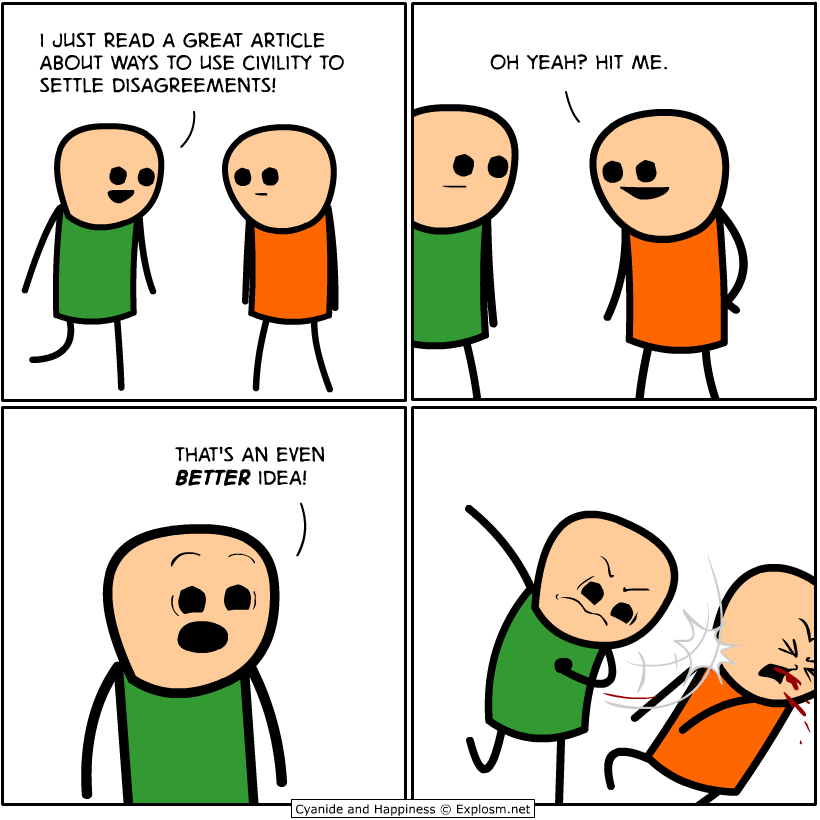 I JUST READ A GREAT ARTICLE
ABOUT WAYS TO USE CIVILITY TO
SETTLE DISAGREEMENTS!
OH YEAH? HIT ME.
THAT'S AN EVEN
BETTER IDEA!
Cyanide and Happiness © Explosm.net